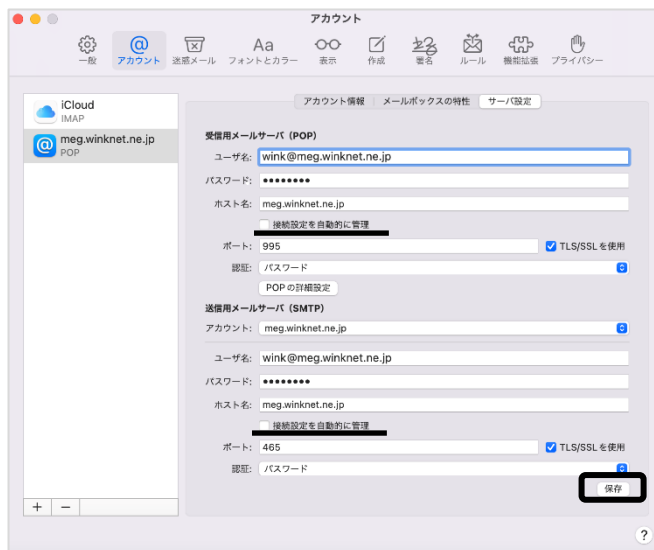 アカウント
一般 アカウント 迷惑メール フォントとカラー 表示 作成 署名 ルール 機能拡張 プライバシー
iCloud
IMAP
meg.winknet.ne.jp
POP
アカウント情報 メールボックスの特性 サーバ設定
受信用メールサーバ（POP）
ユーザ名: wink@meg.winknet.ne.jp
パスワード: ••••••••
ホスト名: meg.winknet.ne.jp
接続設定を自動的に管理
ポート: 995 TLS/SSL を使用
認証: パスワード
POP の詳細設定
送信用メールサーバ（SMTP）
アカウント: meg.winknet.ne.jp
ユーザ名: wink@meg.winknet.ne.jp
パスワード: ••••••••
ホスト名: meg.winknet.ne.jp
接続設定を自動的に管理
ポート: 465 TLS/SSL を使用
認証: パスワード
保存
+ −
?